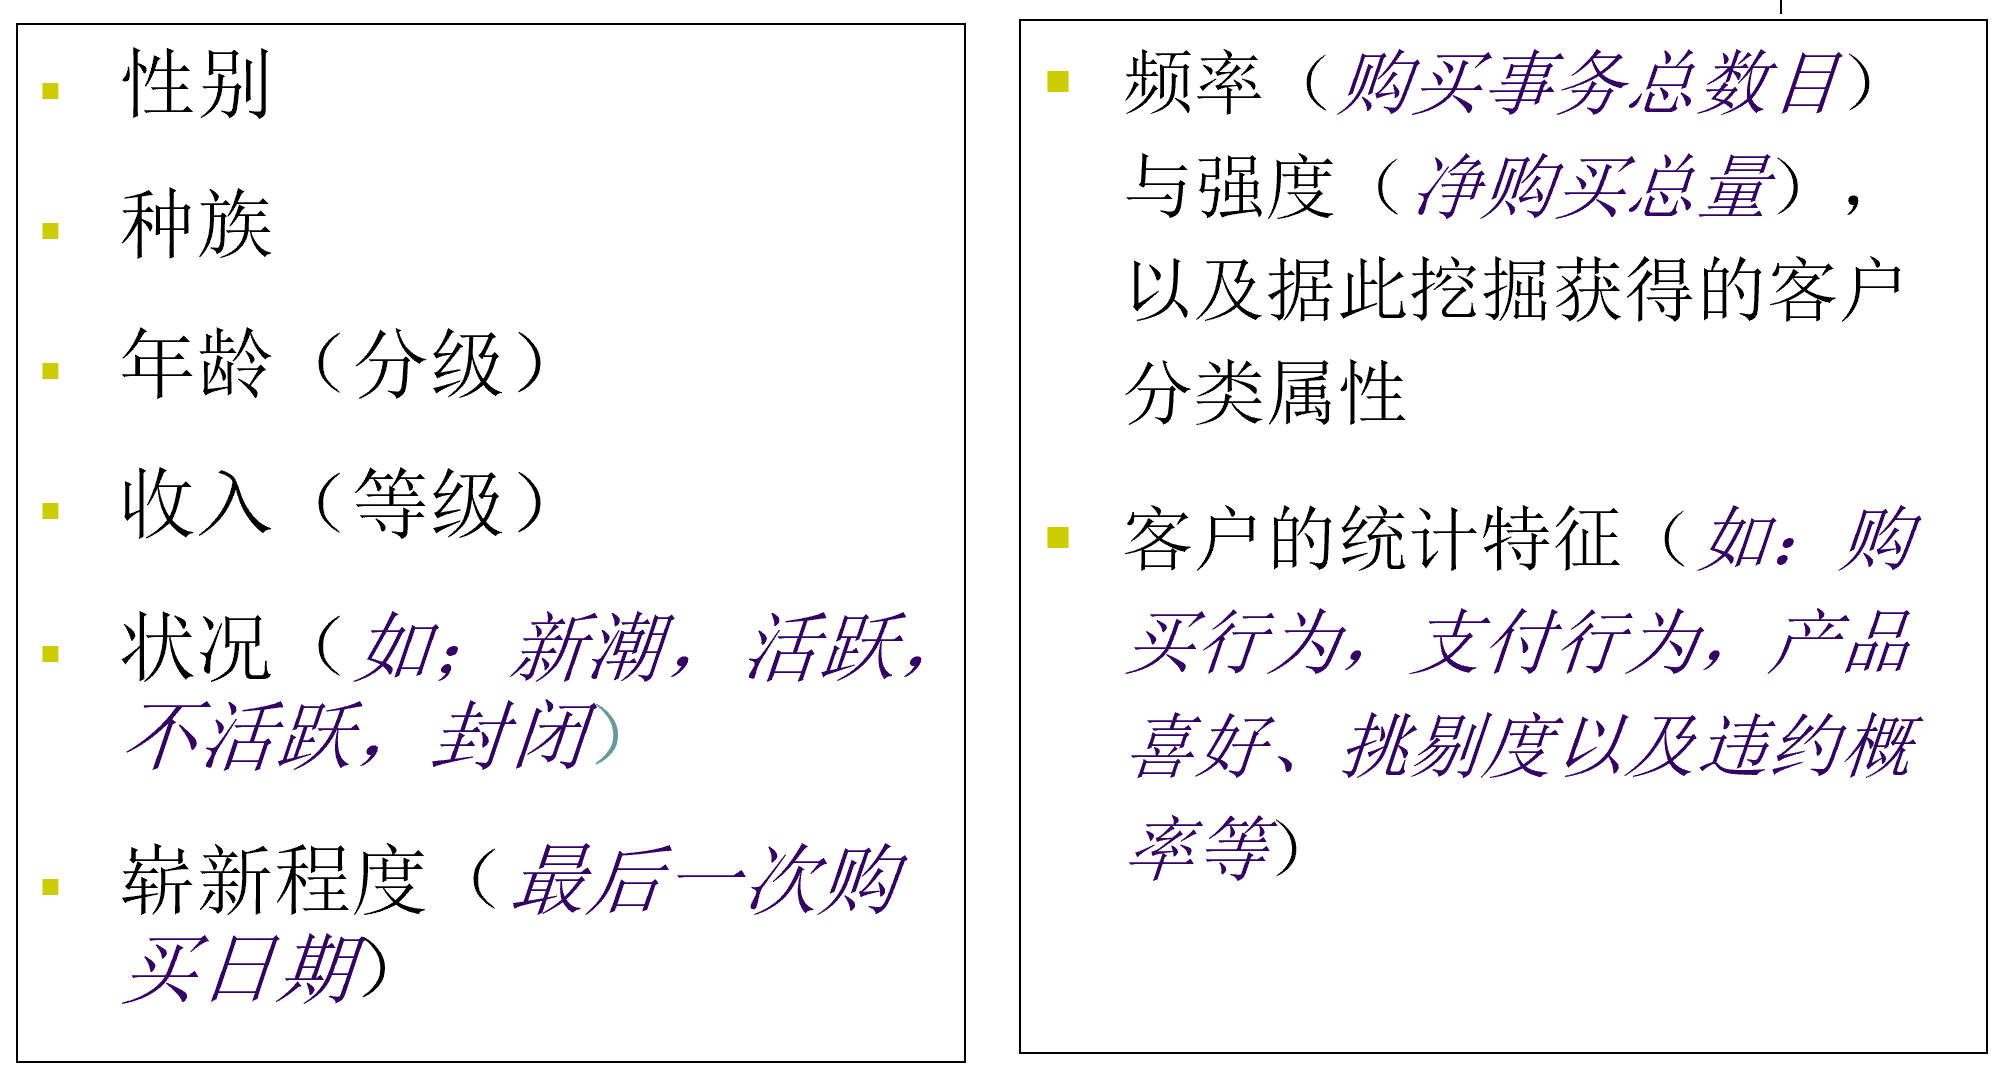 ▪ 性别
▪ 种族
▪ 年龄（分级）
▪ 收入（等级）
▪ 状况（如；新潮，活跃，
不活跃，封闭）
▪ 崭新程度（最后一次购
买日期）
▪ 频率（购买事务总数目）
与强度（净购买总量），
以及据此挖掘获得的客户
分类属性
▪ 客户的统计特征（如：购
买行为，支付行为，产品
喜好、挑剔度以及违约概
率等）